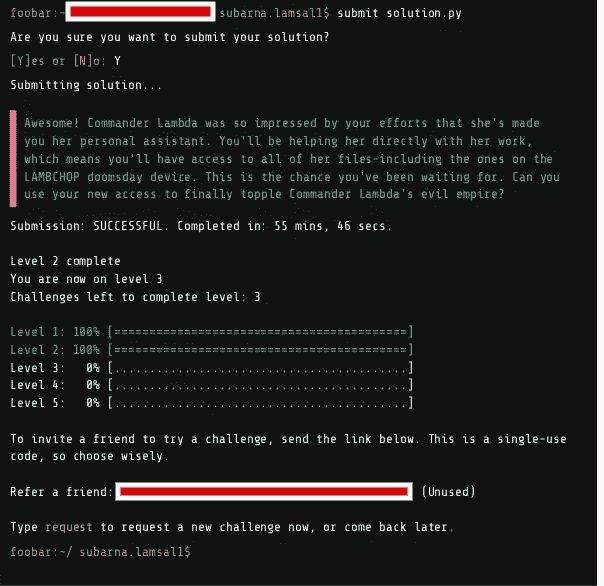 foobar:~ subarna.lamsal1$ submit solution.py
Are you sure you want to submit your solution?
[Y]es or [N]o: Y
Submitting solution...
Awesome! Commander Lambda was so impressed by your efforts that she's made
you her personal assistant. You'll be helping her directly with her work,
which means you'll have access to all of her files-including the ones on the
LAMBCHOP doomsday device. This is the chance you've been waiting for. Can you
use your new access to finally topple Commander Lambda's evil empire?
Submission: SUCCESSFUL. Completed in: 55 mins, 46 secs.
Level 2 complete
You are now on level 3
Challenges left to complete level: 3
Level 1: 100% [==========================================]
Level 2: 100% [==========================================]
Level 3:   0% [..........................................]
Level 4:   0% [..........................................]
Level 5:   0% [..........................................]
To invite a friend to try a challenge, send the link below. This is a single-use
code, so choose wisely.
Refer a friend: (Unused)
Type request to request a new challenge now, or come back later.
foobar:~/ subarna.lamsal1$